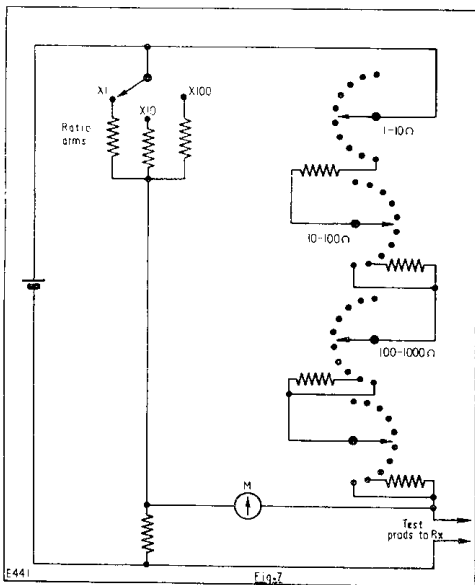 X1
X10
X100
Ratio
arms
1-10Ω
10-100Ω
100-1000Ω
M
Test
prods to Rx
E441
Fig. 7